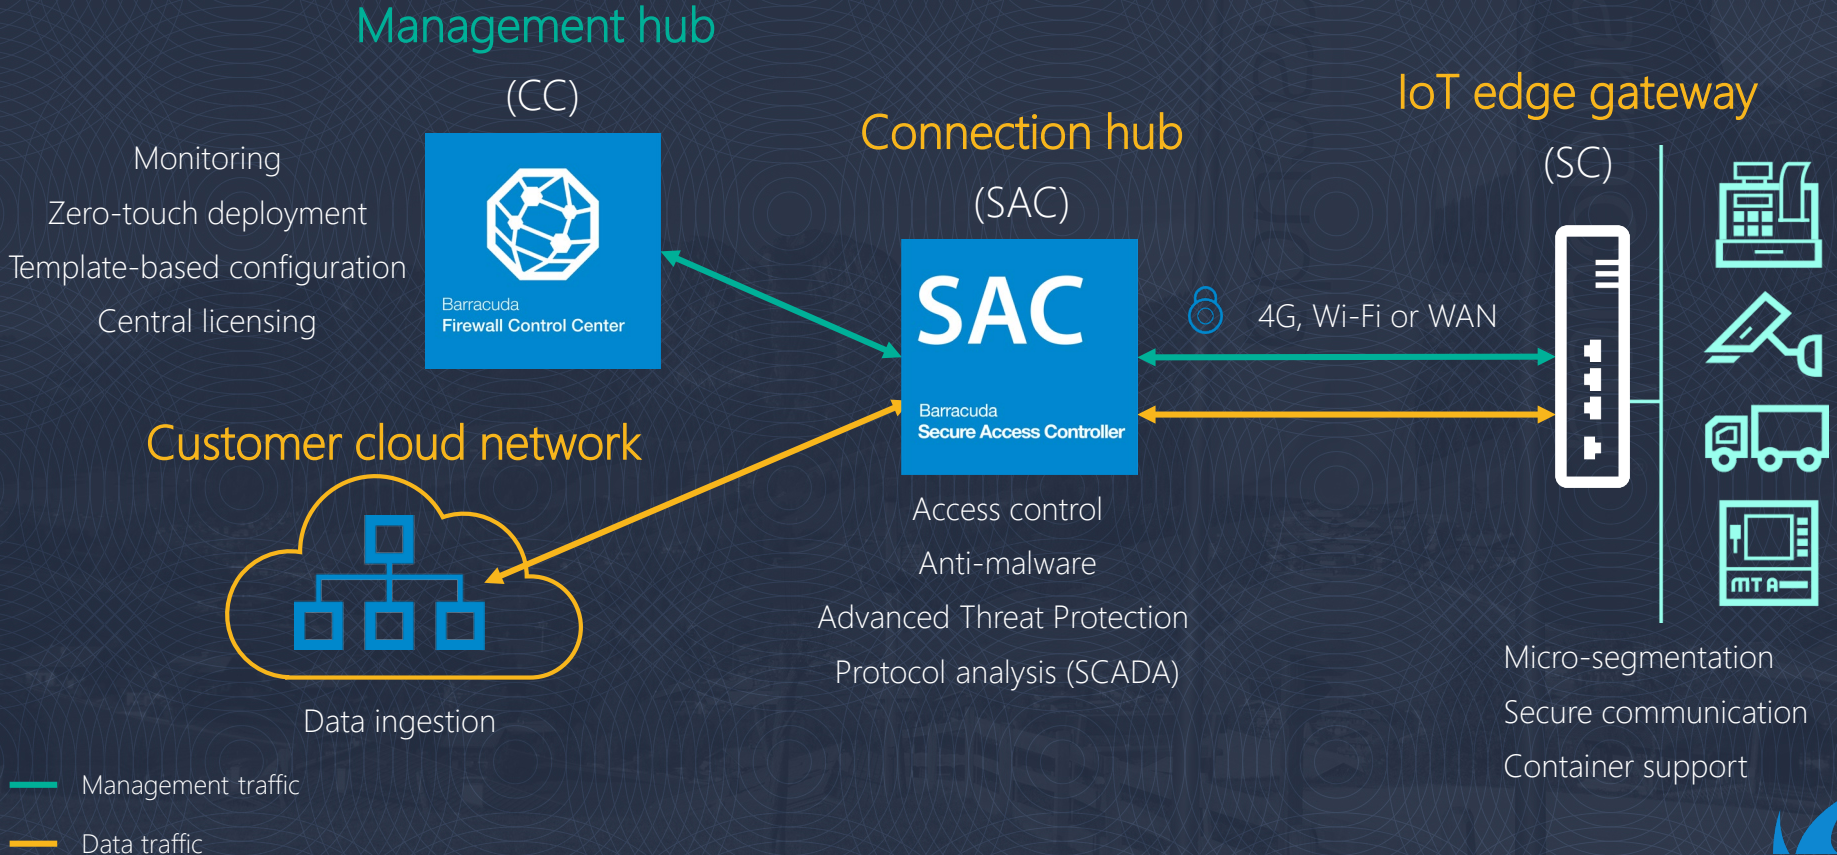 Management hub
(CC)
Monitoring
Zero-touch deployment
Template-based configuration
Central licensing
Barracuda
Firewall Control Center
Connection hub
(SAC)
SAC
Barracuda
Secure Access Controller
Access control
Anti-malware
Advanced Threat Protection
Protocol analysis (SCADA)
4G, Wi-Fi or WAN
IoT edge gateway
(SC)
MTA
Micro-segmentation
Secure communication
Container support
Customer cloud network
Data ingestion
Management traffic
Data traffic